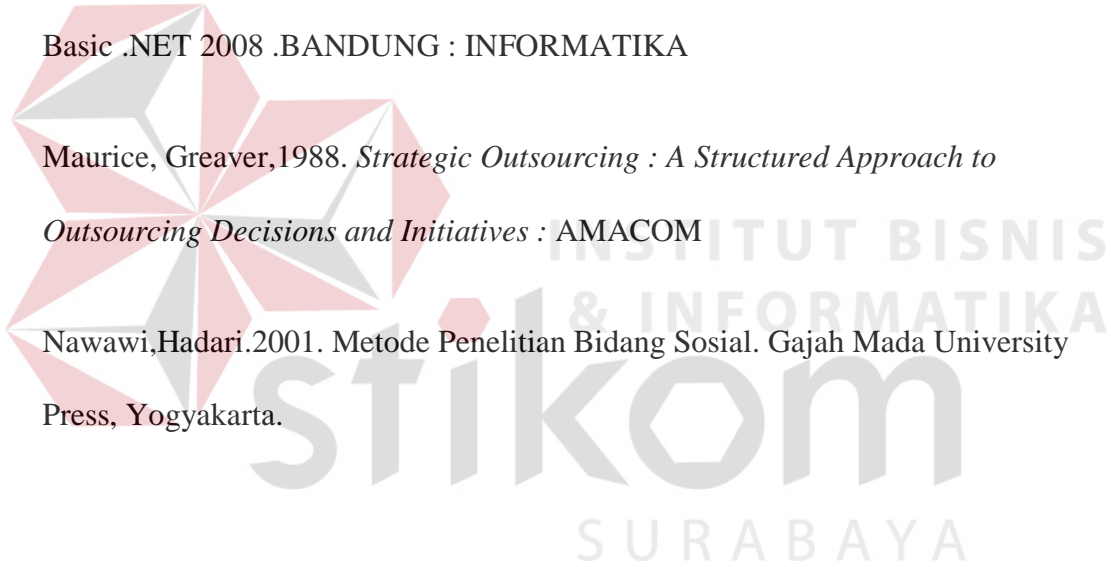 Basic .NET 2008 .BANDUNG : INFORMATIKA
Maurice, Greaver,1988. Strategic Outsourcing : A Structured Approach to
Outsourcing Decisions and Initiatives : AMACOM
Nawawi,Hadari.2001. Metode Penelitian Bidang Sosial. Gajah Mada University
Press, Yogyakarta.
INSTITUT BISNIS
& INFORMATIKA
stikom
SURABAYA